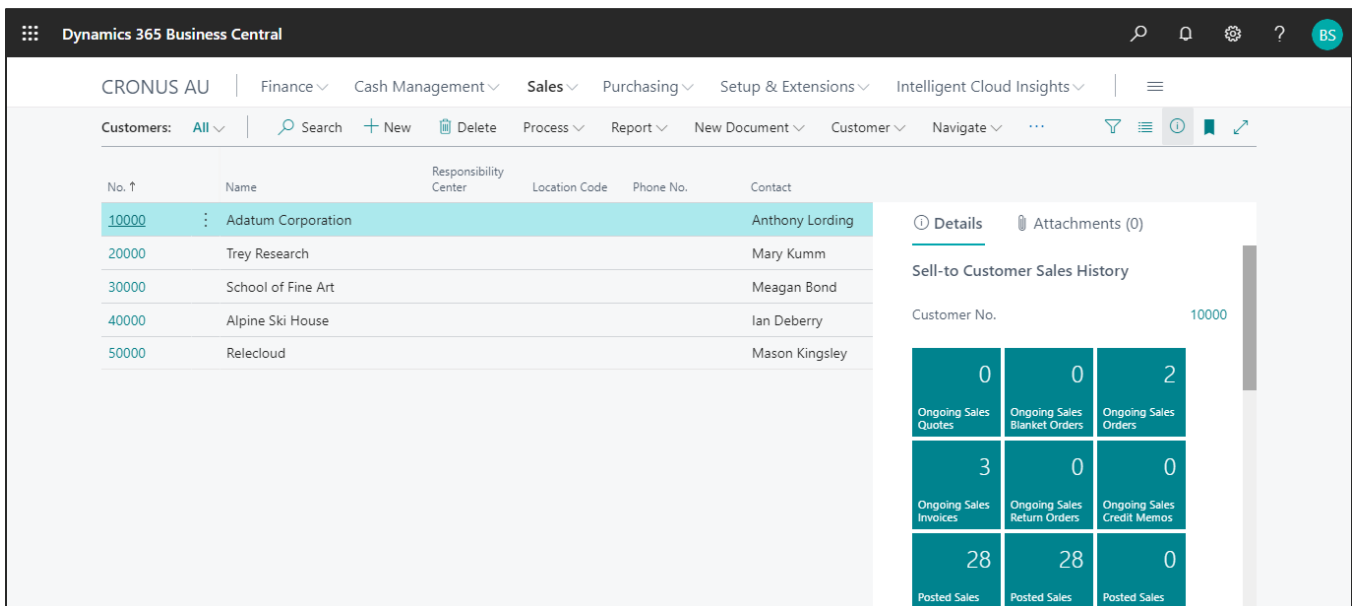 Dynamics 365 Business Central
?
BS
CRONUS AU
Finance
Cash Management
Sales
Purchasing
Setup & Extensions
Intelligent Cloud Insights
Customers: All
Search
+ New
Delete
Process
Report
New Document
Customer
Navigate
...
No. ↑
Name
Responsibility
Center
Location Code
Phone No.
Contact
10000 Adatum Corporation Anthony Lording
20000 Trey Research Mary Kumm
30000 School of Fine Art Meagan Bond
40000 Alpine Ski House Ian Deberry
50000 Relecloud Mason Kingsley
Details
Attachments (0)
Sell-to Customer Sales History
Customer No. 10000
0
Ongoing Sales
Quotes
0
Ongoing Sales
Blanket Orders
2
Ongoing Sales
Orders
3
Ongoing Sales
Invoices
0
Ongoing Sales
Return Orders
0
Ongoing Sales
Credit Memos
28
Posted Sales
28
Posted Sales
0
Posted Sales